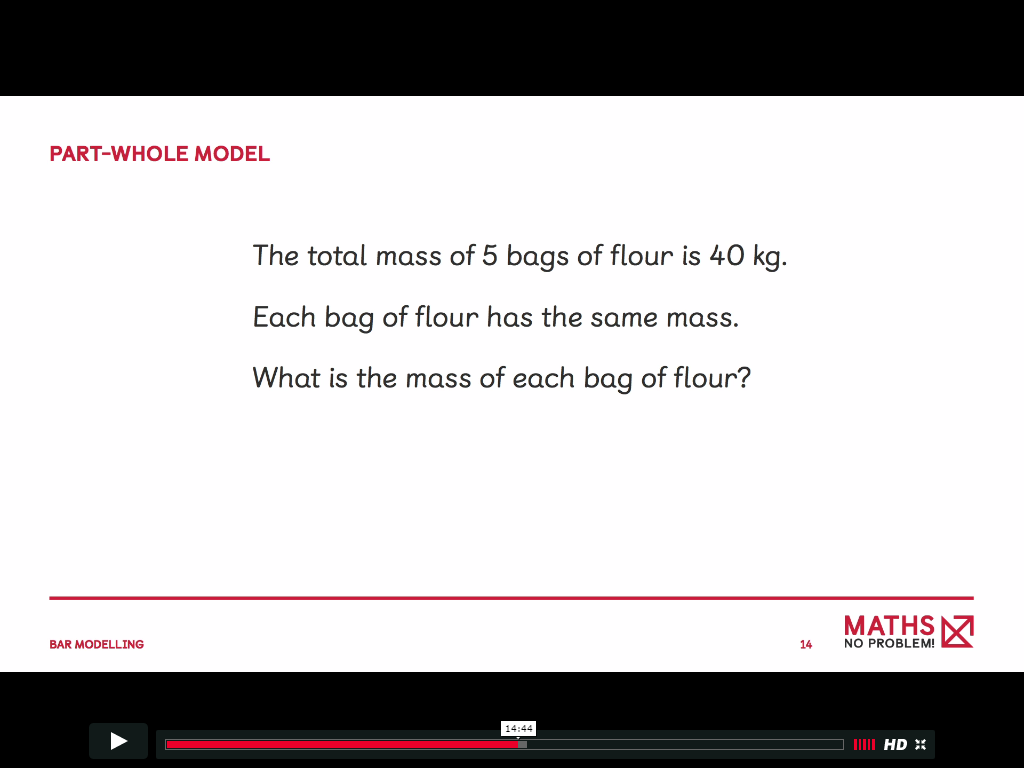 PART-WHOLE MODEL
The total mass of 5 bags of flour is 40 kg.
Each bag of flour has the same mass.
What is the mass of each bag of flour?
BAR MODELLING
14
MATHS
NO PROBLEM!
14:44
HD